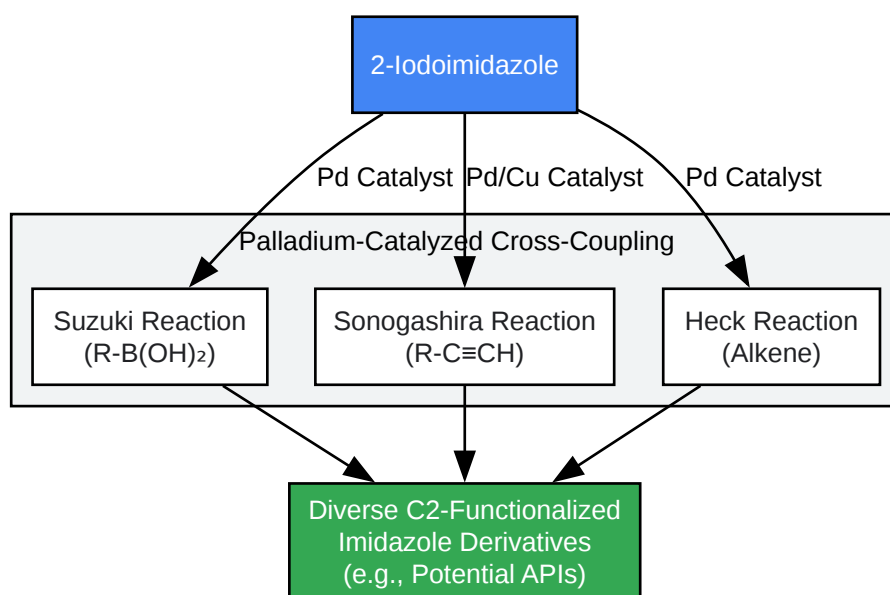 2-Iodoimidazole
Pd Catalyst
Pd/Cu Catalyst
Pd Catalyst
Palladium-Catalyzed Cross-Coupling
Suzuki Reaction
(R-B(OH)₂)
Sonogashira Reaction
(R-C≡CH)
Heck Reaction
(Alkene)
Diverse C2-Functionalized
Imidazole Derivatives
(e.g., Potential APIs)